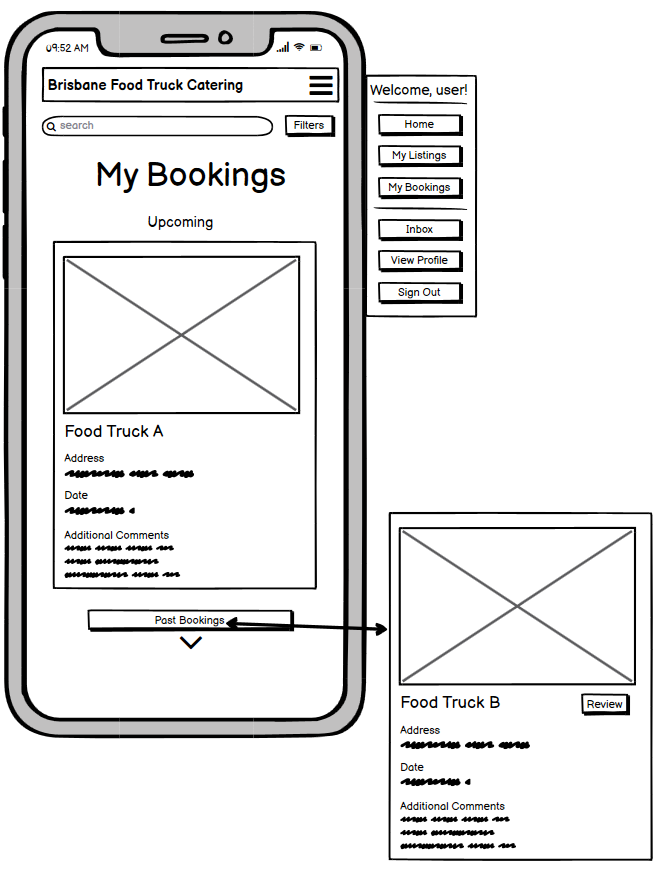 09:52 AM
Brisbane Food Truck Catering
search
Filters
My Bookings
Upcoming
Food Truck A
Address
Date
Additional Comments
Past Bookings
Welcome, user!
Home
My Listings
My Bookings
Inbox
View Profile
Sign Out
Food Truck B
Review
Address
Date
Additional Comments